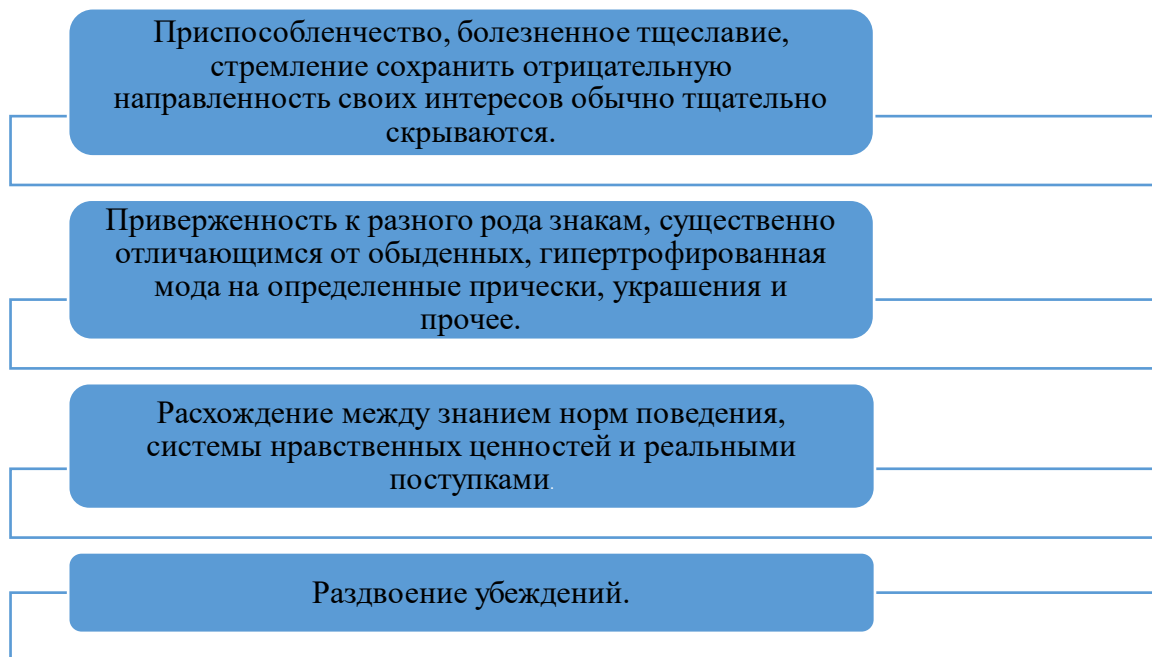 Приспособленчество, болезненное тщеславие,
стремление сохранить отрицательную
направленность своих интересов обычно тщательно
скрываются.
Приверженность к разного рода знакам, существенно
отличающимся от обыденных, гипертрофированная
мода на определенные прически, украшения и
прочее.
Расхождение между знанием норм поведения,
системы нравственных ценностей и реальными
поступками.
Раздвоение убеждений.